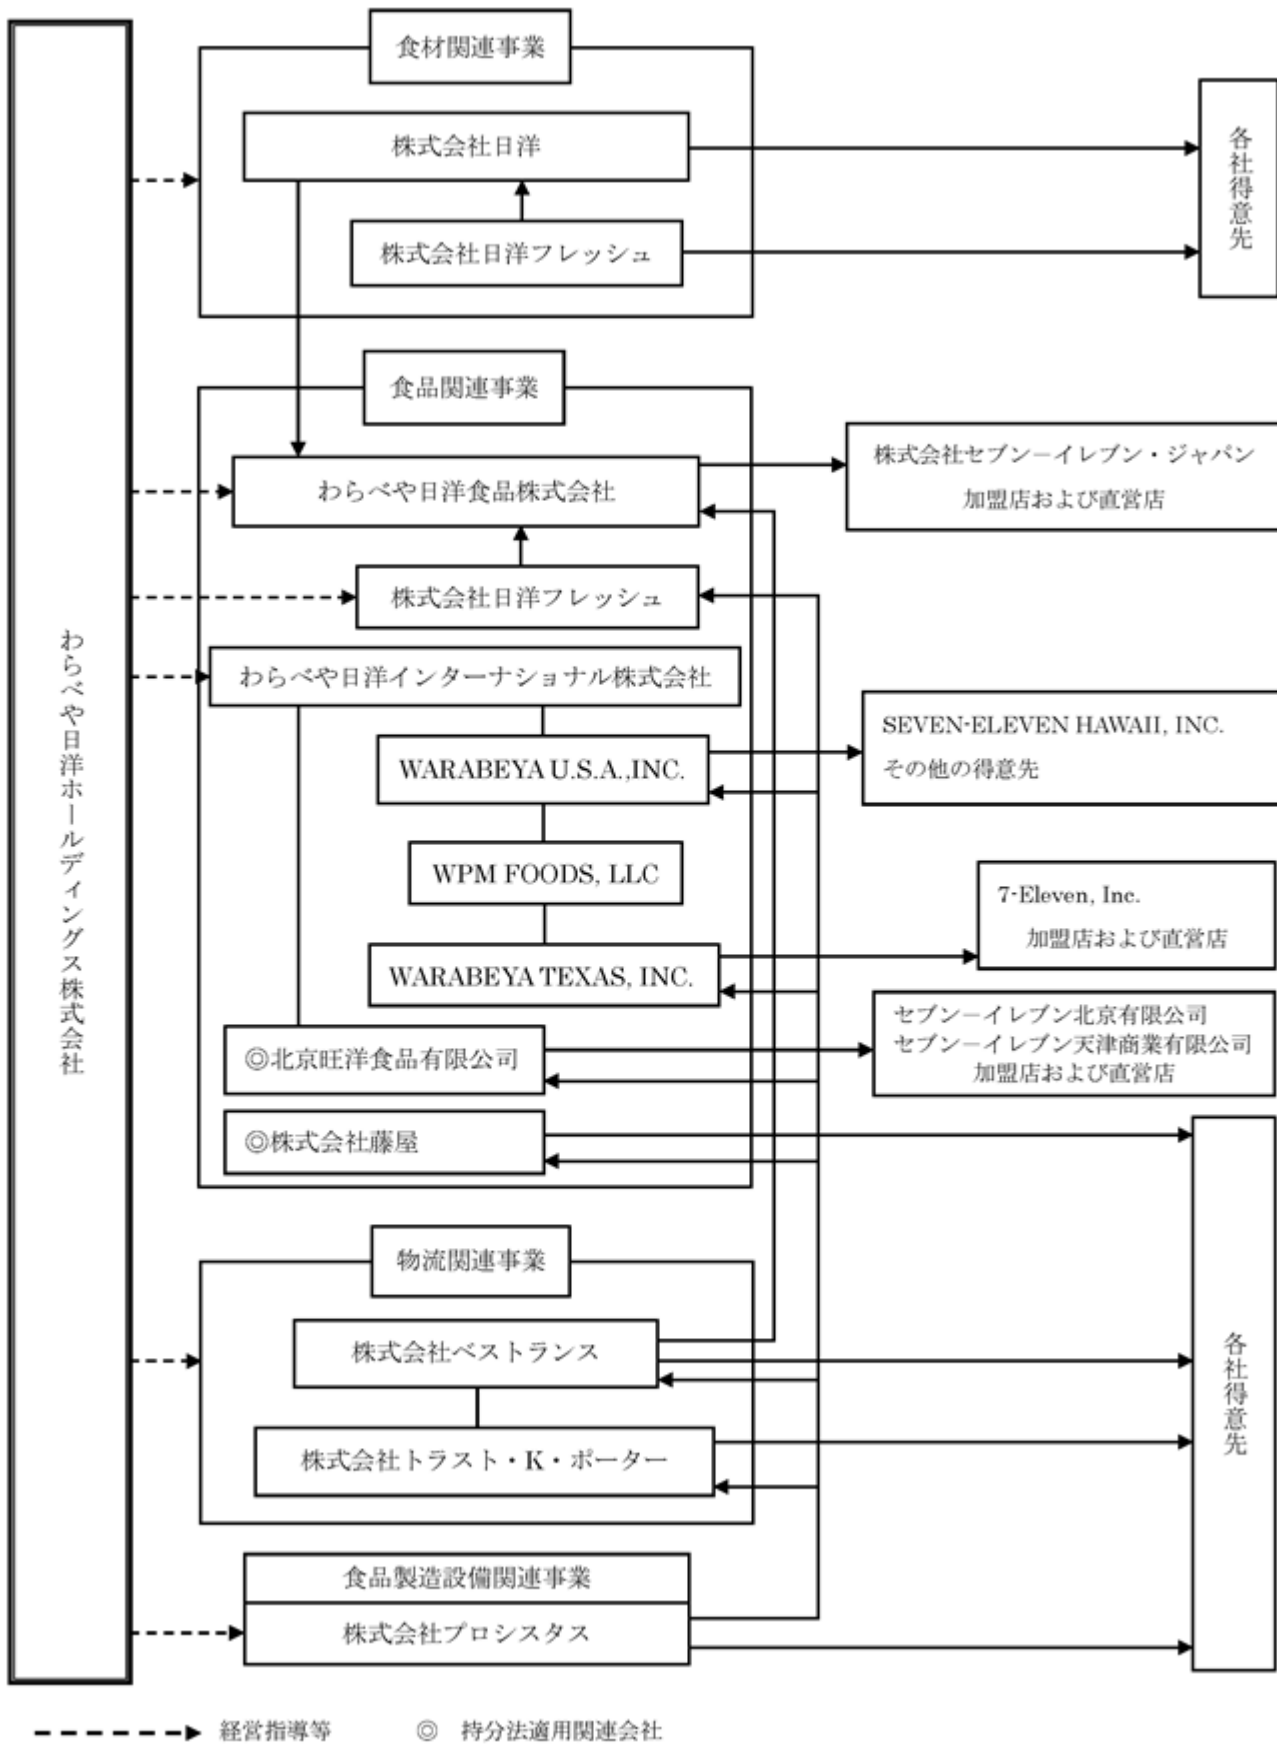 わらべや日洋ホールディングス株式会社
食材関連事業
株式会社日洋
株式会社日洋フレッシュ
各社得意先
食品関連事業
わらべや日洋食品株式会社
株式会社セブン－イレブン・ジャパン
加盟店および直営店
株式会社日洋フレッシュ
わらべや日洋インターナショナル株式会社
WARABEYA U.S.A.,INC.
SEVEN-ELEVEN HAWAII, INC.
その他の得意先
WPM FOODS, LLC
7-Eleven, Inc.
加盟店および直営店
WARABEYA TEXAS, INC.
◎北京旺洋食品有限公司
セブン－イレブン北京有限公司
セブン－イレブン天津商業有限公司
加盟店および直営店
◎株式会社藤屋
物流関連事業
株式会社ベストランス
株式会社トラスト・K・ポーター
各社得意先
食品製造設備関連事業
株式会社プロシスタス
経営指導等
◎ 持分法適用関連会社